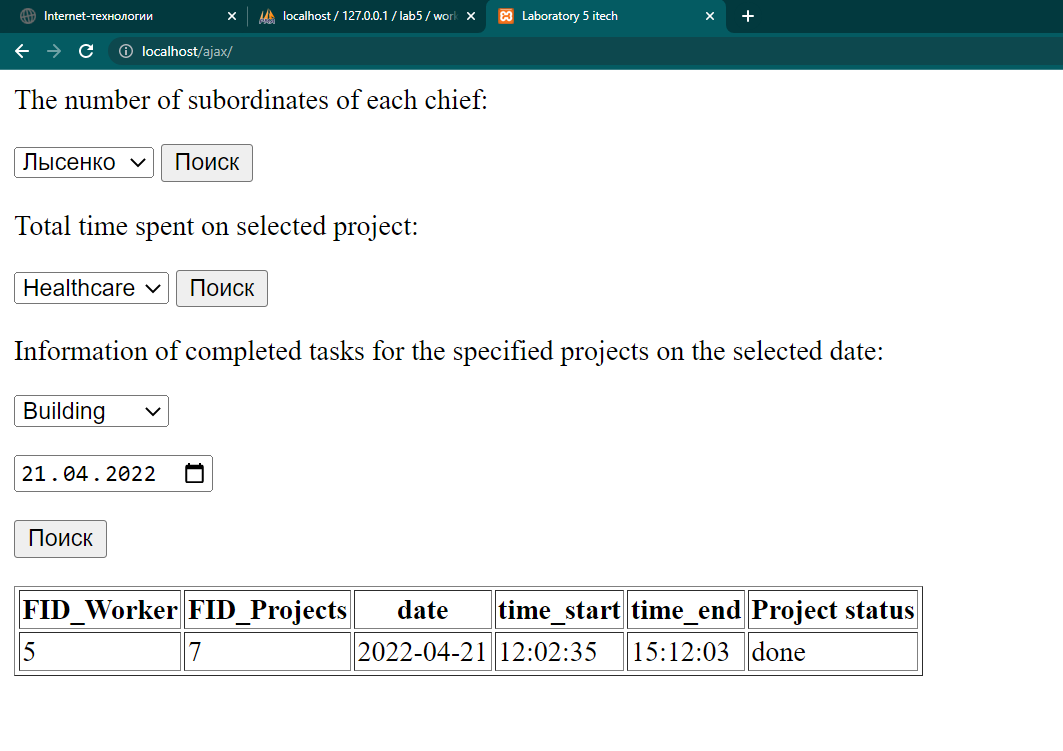 Internet-технологии
localhost / 127.0.0.1 / lab5 / work
Laboratory 5 itech
localhost/ajax/
The number of subordinates of each chief:
Лысенко Поиск
Total time spent on selected project:
Healthcare Поиск
Information of completed tasks for the specified projects on the selected date:
Building
21.04.2022
Поиск
FID_Worker FID_Projects date time_start time_end Project status
5 7 2022-04-21 12:02:35 15:12:03 done